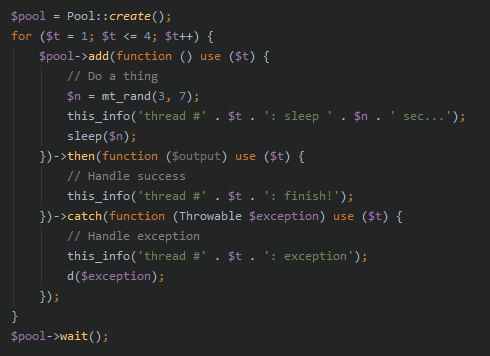 $pool = Pool::create();
for ($t = 1; $t <= 4; $t++) {
$pool->add(function () use ($t) {
// Do a thing
$n = mt_rand(3, 7);
this_info('thread #' . $t . ': sleep ' . $n . ' sec...');
sleep($n);
})->then(function ($output) use ($t) {
// Handle success
this_info('thread #' . $t . ': finish!');
})->catch(function (Throwable $exception) use ($t) {
// Handle exception
this_info('thread #' . $t . ': exception');
d($exception);
});
}
$pool->wait();